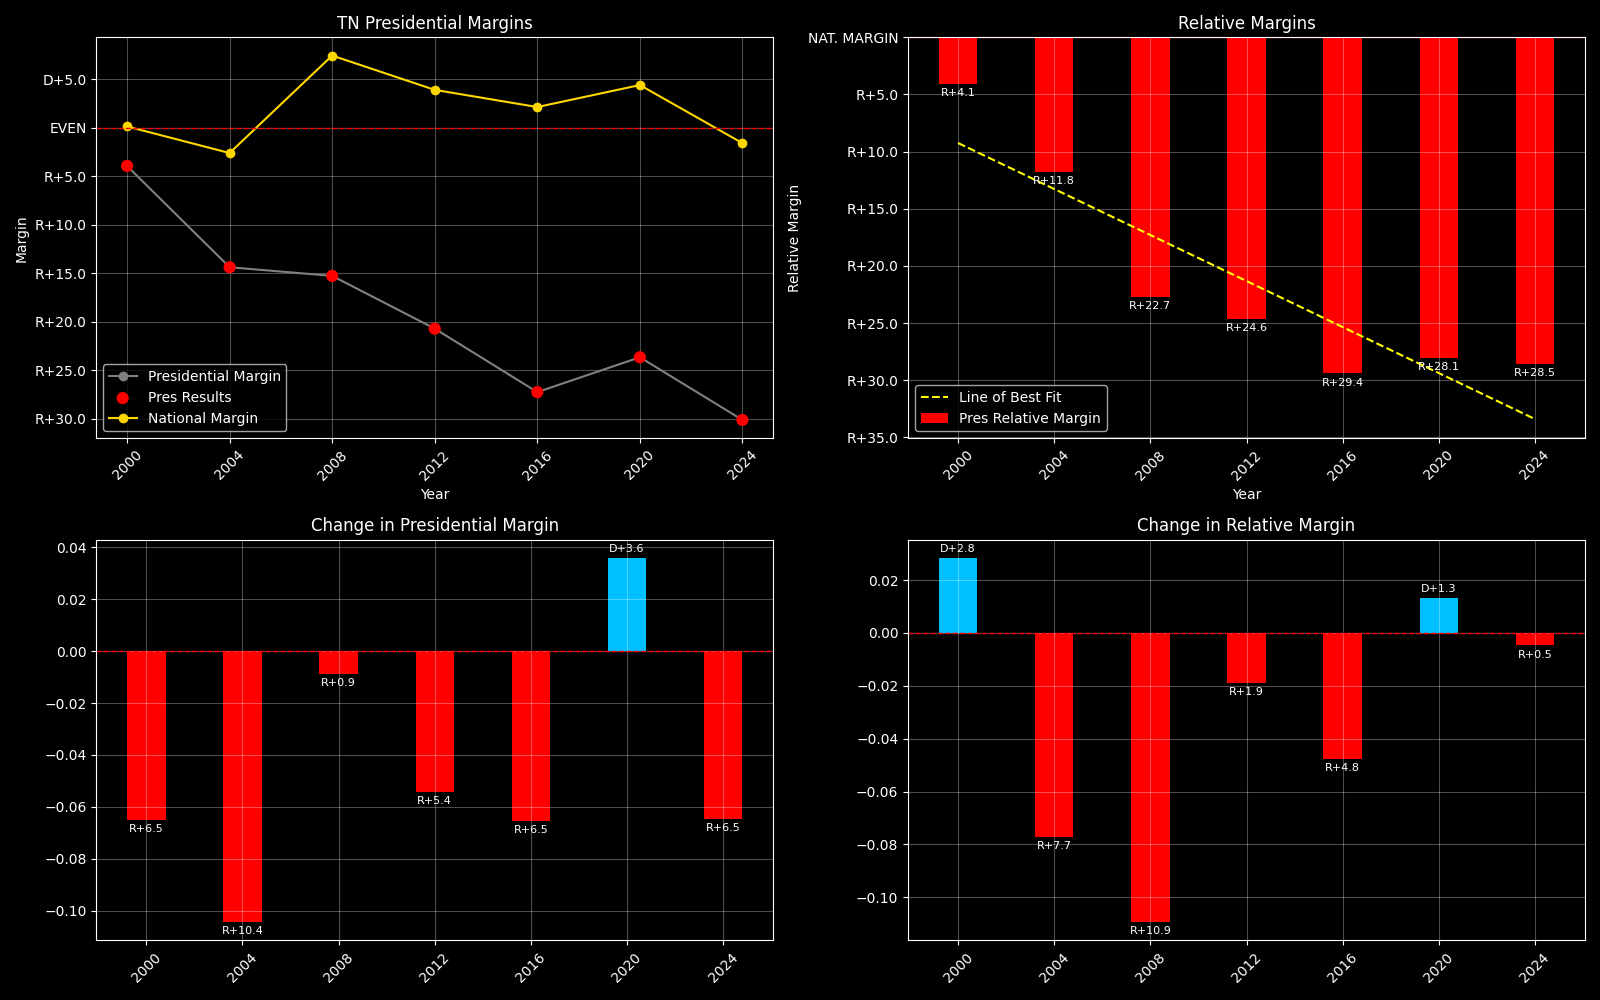 TN Presidential Margins
D+5.0
EVEN
R+5.0
R+10.0
R+15.0
R+20.0
R+25.0
R+30.0
Margin
Presidential Margin
Pres Results
National Margin
2000
2004
2008
2012
2016
2020
2024
Year
Relative Margins
NAT. MARGIN
R+5.0
R+10.0
R+15.0
R+20.0
R+25.0
R+30.0
R+35.0
Relative Margin
R+4.1
R+11.8
R+22.7
R+24.6
R+29.4
R+28.1
R+28.5
Line of Best Fit
Pres Relative Margin
2000
2004
2008
2012
2016
2020
2024
Year
Change in Presidential Margin
0.04
0.02
0.00
−0.02
−0.04
−0.06
−0.08
−0.10
R+6.5
R+10.4
R+0.9
R+5.4
R+6.5
D+3.6
R+6.5
2000
2004
2008
2012
2016
2020
2024
Change in Relative Margin
0.02
0.00
−0.02
−0.04
−0.06
−0.08
−0.10
D+2.8
R+7.7
R+10.9
R+1.9
R+4.8
D+1.3
R+0.5
2000
2004
2008
2012
2016
2020
2024